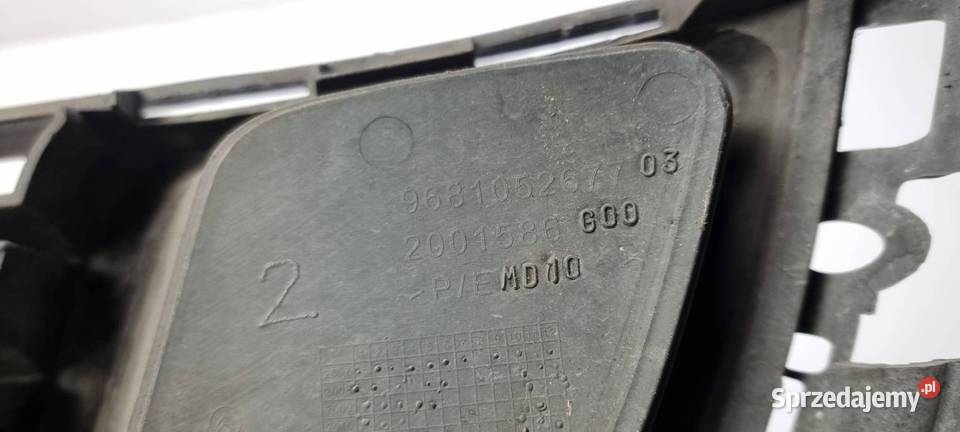 9681052677 03
2001586 G00
>P/E MD10
2
Sprzedajemy.pl